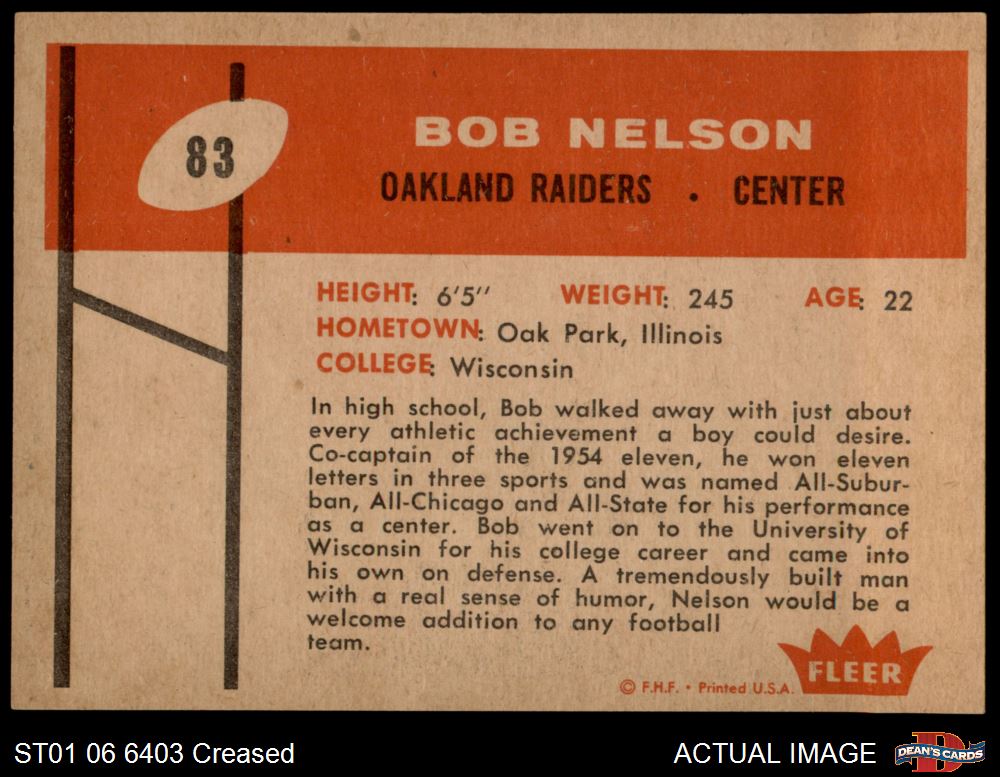 83
BOB NELSON
OAKLAND RAIDERS • CENTER
HEIGHT: 6'5" WEIGHT: 245 AGE: 22
HOMETOWN: Oak Park, Illinois
COLLEGE: Wisconsin
In high school, Bob walked away with just about
every athletic achievement a boy could desire.
Co-captain of the 1954 eleven, he won eleven
letters in three sports and was named All-Subur-
ban, All-Chicago and All-State for his performance
as a center. Bob went on to the University of
Wisconsin for his college career and came into
his own on defense. A tremendously built man
with a real sense of humor, Nelson would be a
welcome addition to any football
team.
FLEER
© F.H.F. • Printed U.S.A.
ST01 06 6403 Creased
ACTUAL IMAGE
DEAN'S CARDS